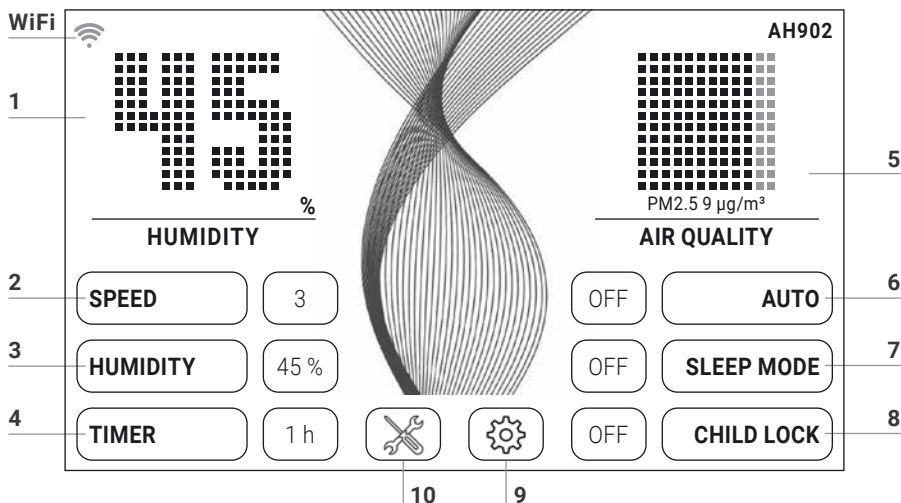 WiFi
AH902
1
45
%
HUMIDITY
5
PM2.5 9 µg/m³
AIR QUALITY
2
SPEED
3
OFF
AUTO
6
3
HUMIDITY
45 %
OFF
SLEEP MODE
7
4
TIMER
1 h
OFF
CHILD LOCK
8
10
9